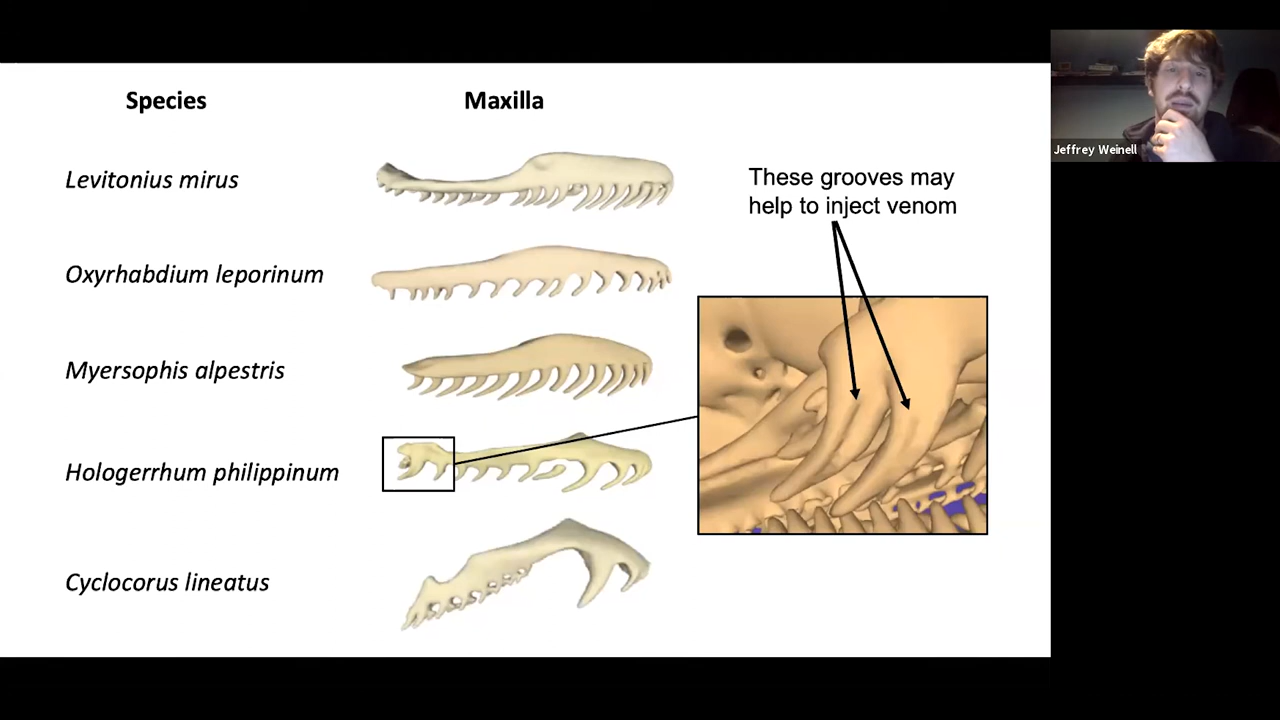 Species
Maxilla
Levitonius mirus
Oxyrhabdium leporinum
Myersophis alpestris
Hologerrhum philippinum
Cyclocorus lineatus
These grooves may
help to inject venom
Jeffrey Weinell